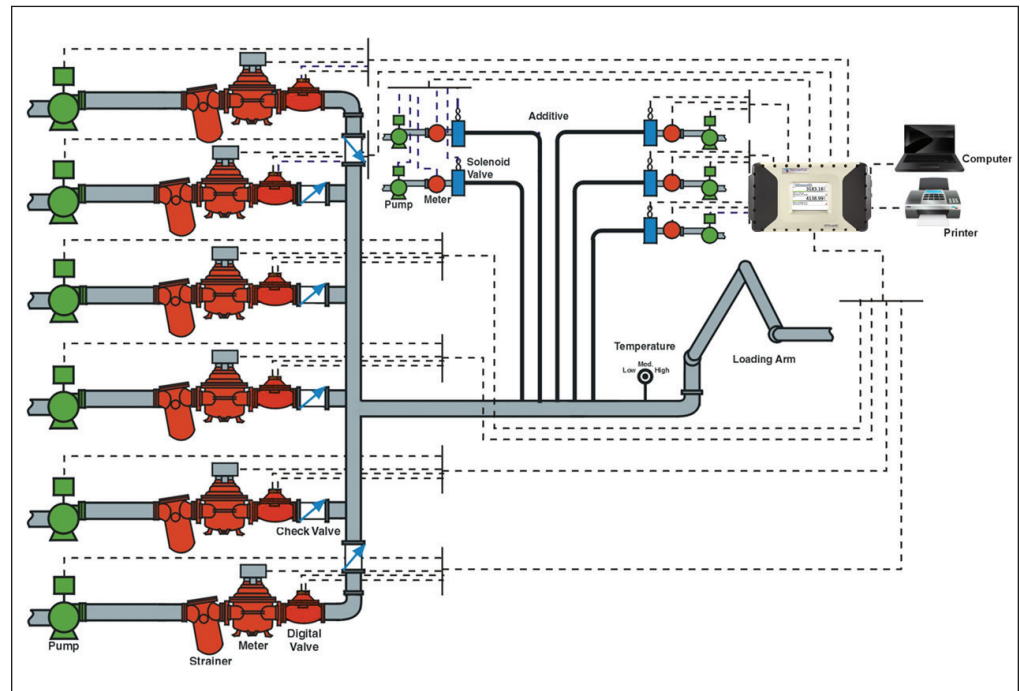 Additive
Solenoid
Valve
Pump
Meter
Computer
Printer
Temperature
Med.
Low
High
Loading Arm
Check Valve
Pump
Strainer
Meter
Digital
Valve